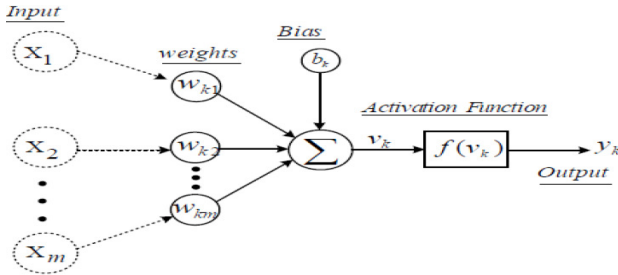 Input
X1
weights
wk1
Bias
bk
Activation Function
X2
wk2
Σ
vk
f(vk)
yk
Output
Xm
wkm